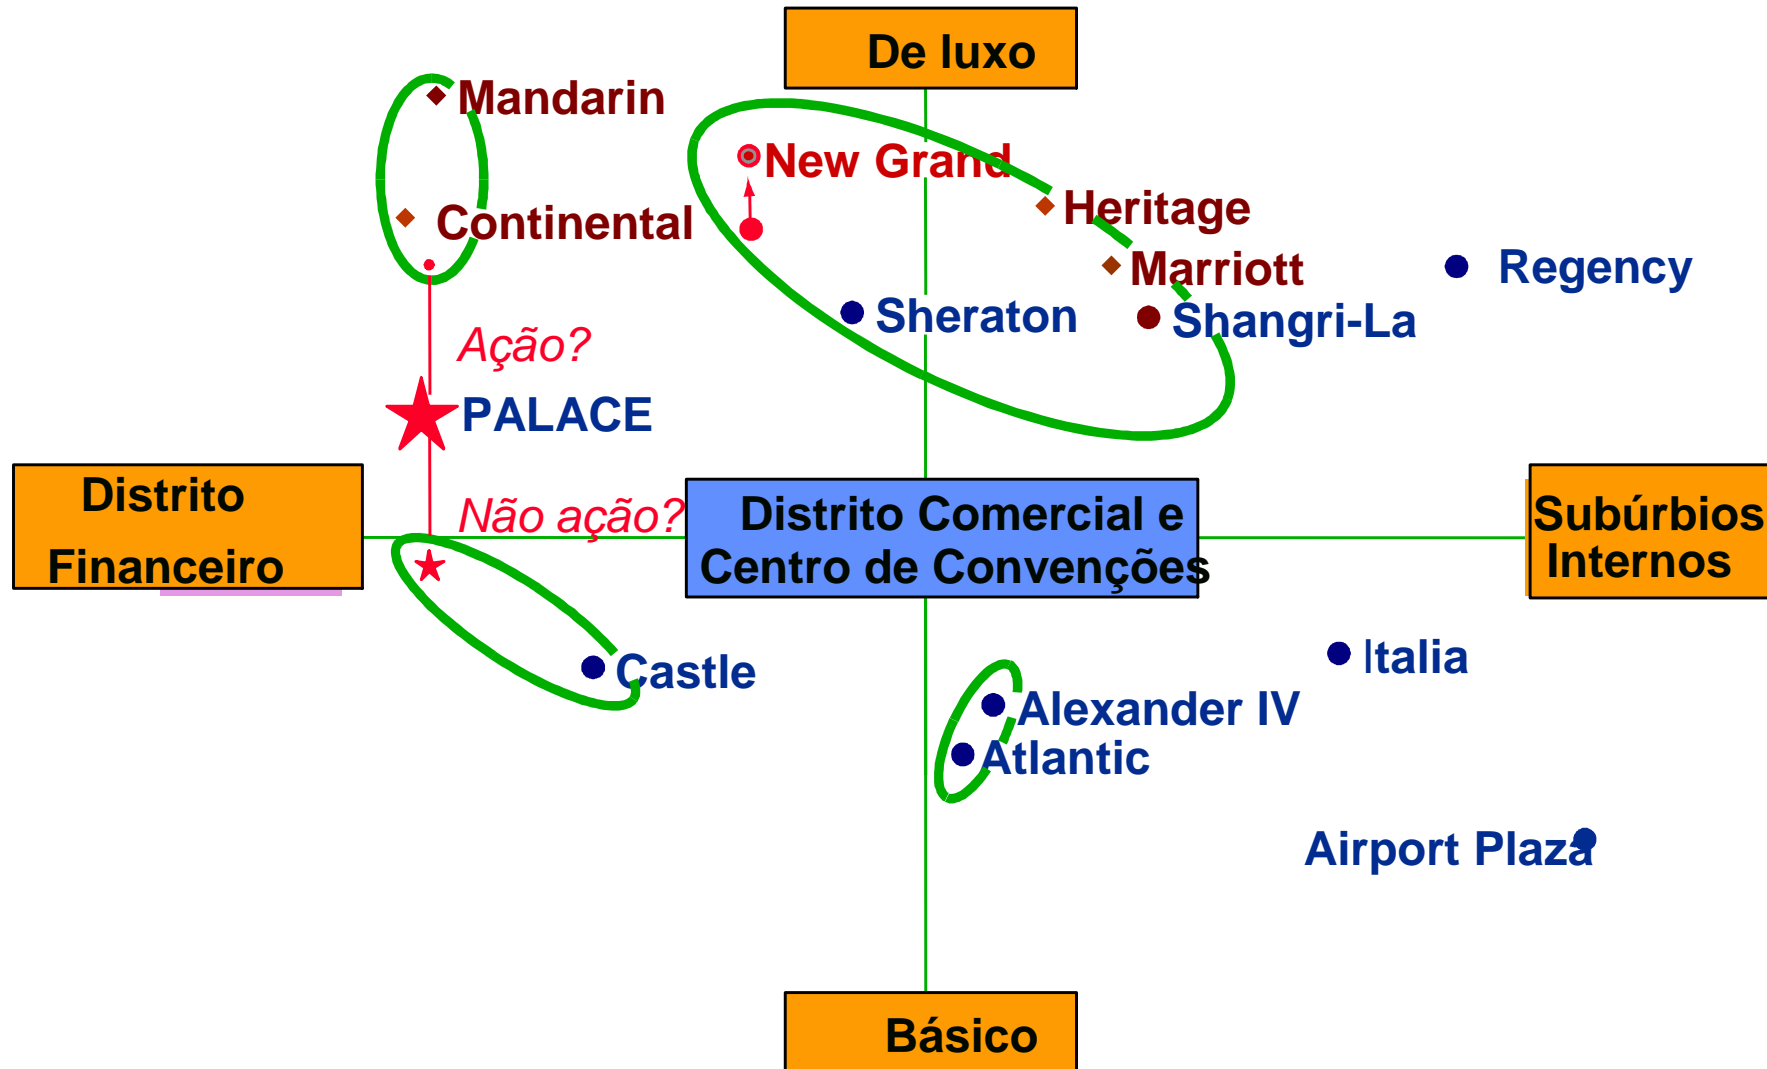 De luxo
Mandarin
New Grand
Continental
Heritage
Marriott
Regency
Sheraton
Shangri-La
Ação?
PALACE
Distrito
Financeiro
Não ação?
Distrito Comercial e
Centro de Convenções
Subúrbios
Internos
Castle
Italia
Alexander IV
Atlantic
Airport Plaza
Básico